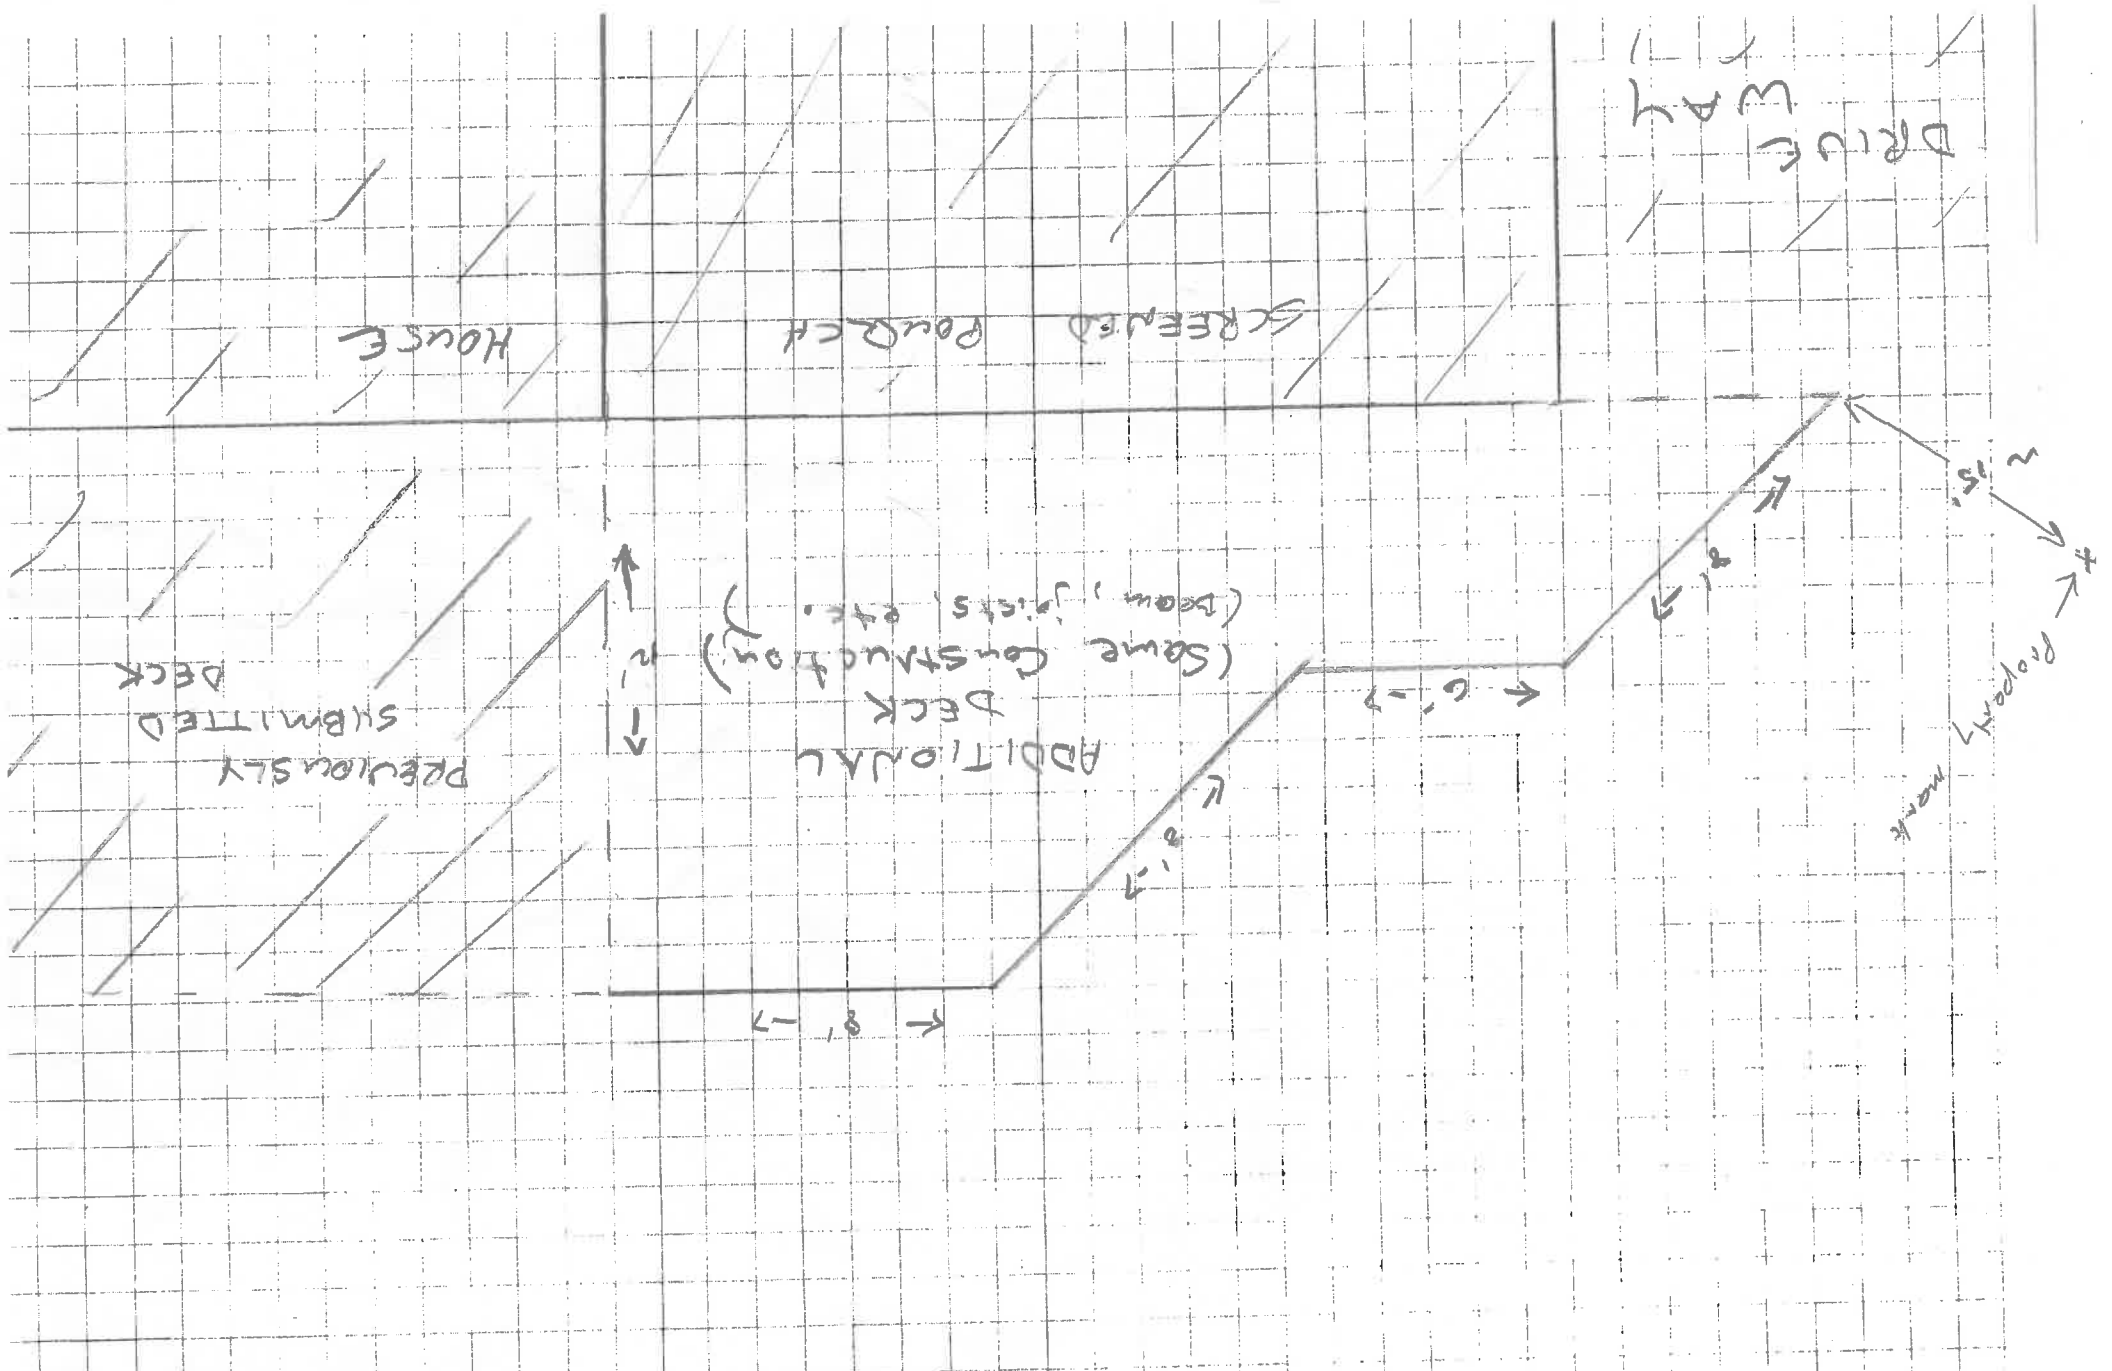 8'
8'
6'
8'
mark
Property
~ 15'
ADDITIONAL
DECK
(Same Construction)
(beam, joists, etc.)
PREVIOUSLY
SUBMITTED
DECK
SCREENED POURCH
HOUSE
DRIVE
WAY